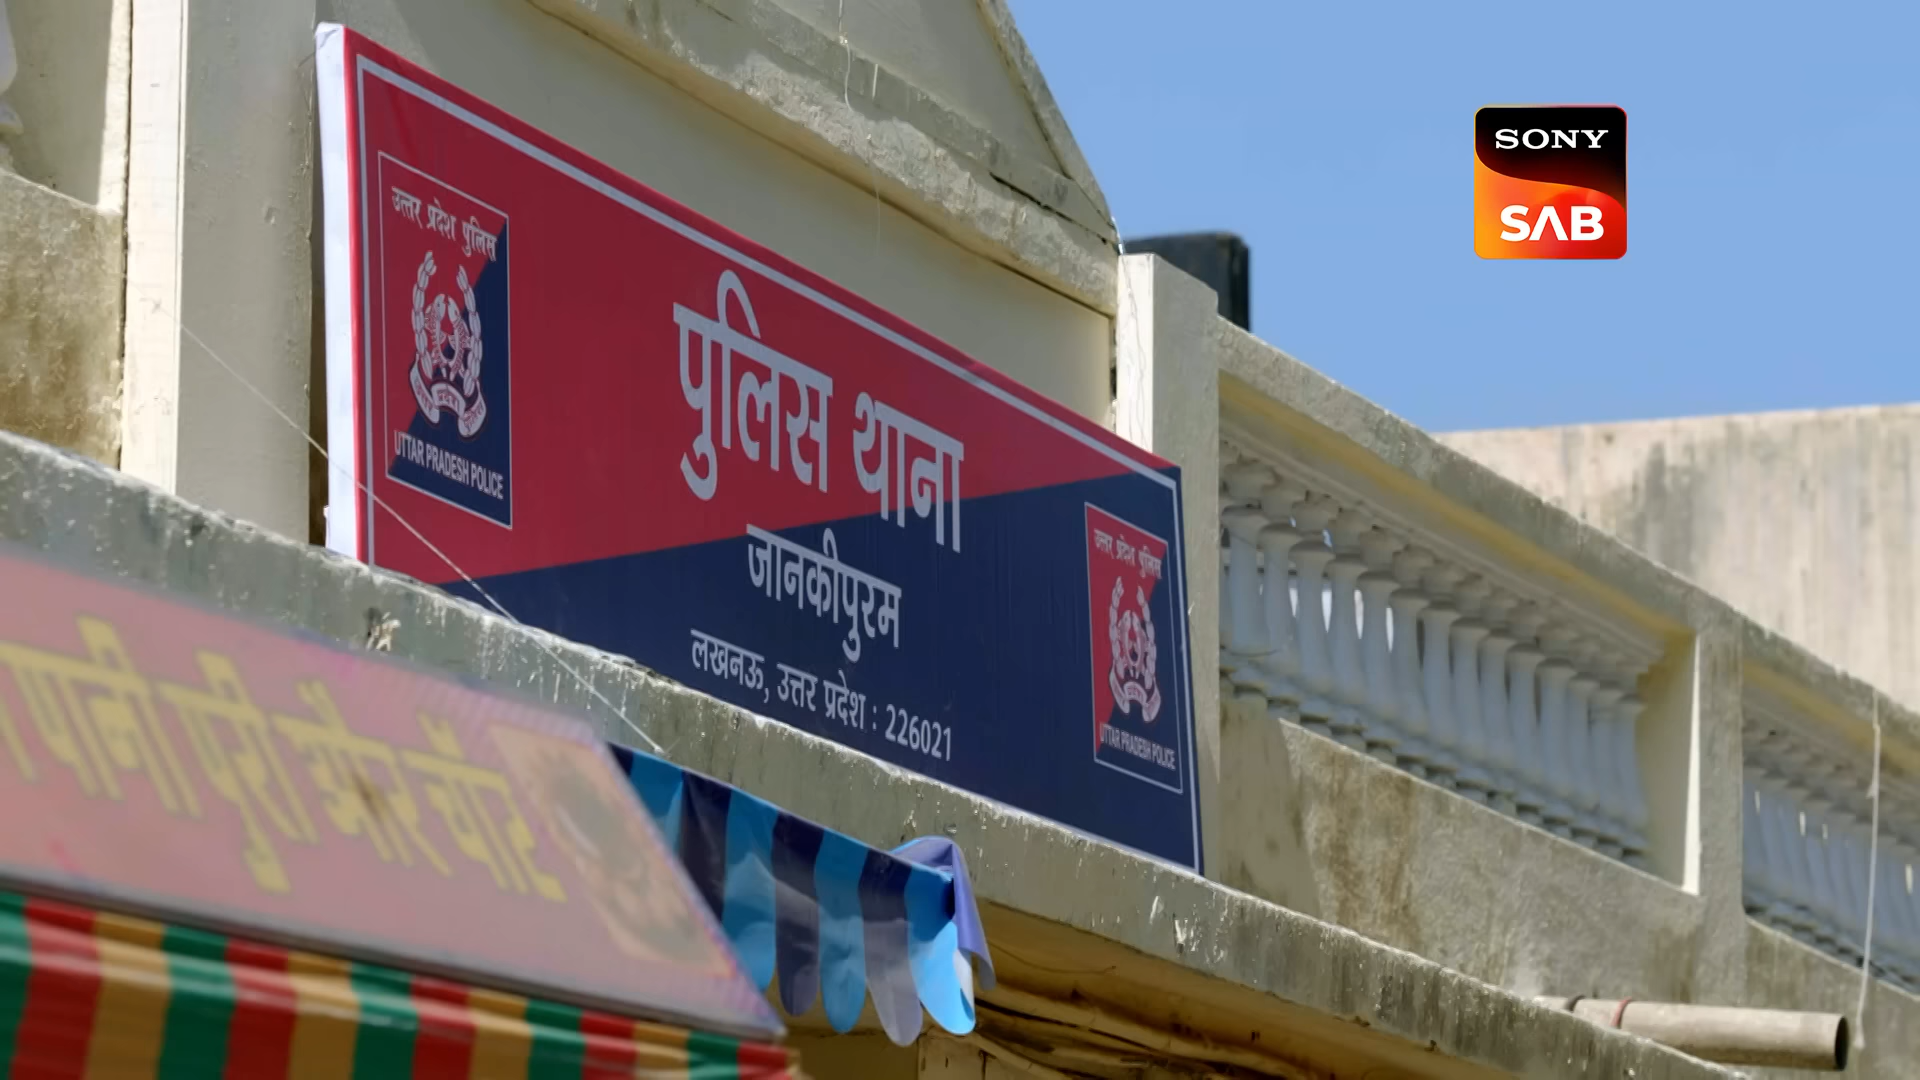 SONY
SAB
उत्तर प्रदेश पुलिस
UTTAR PRADESH POLICE
पुलिस थाना
जानकीपुरम
लखनऊ, उत्तर प्रदेश : 226021
उत्तर प्रदेश पुलिस
UTTAR PRADESH POLICE
पानी पूरी और चाट